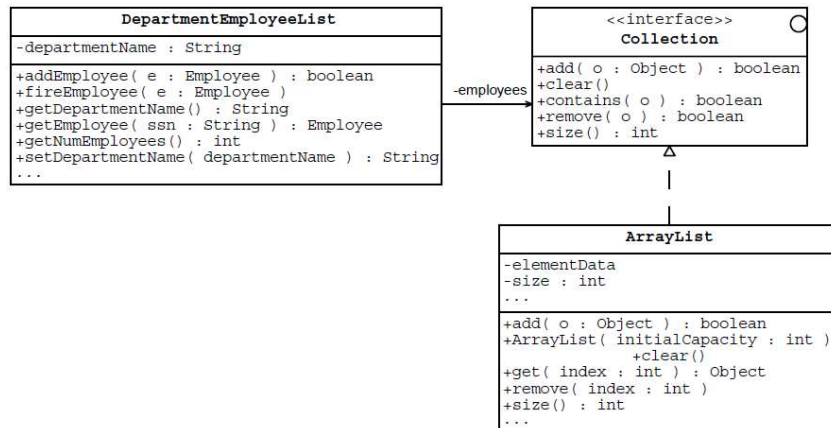 DepartmentEmployeeList
-departmentName : String
+addEmployee( e : Employee ) : boolean
+fireEmployee( e : Employee )
+getDepartmentName() : String
+getEmployee( ssn : String ) : Employee
+getNumEmployees() : int
+setDepartmentName( departmentName ) : String
...
-employees
<<interface>>
Collection
+add( o : Object ) : boolean
+clear()
+contains( o ) : boolean
+remove( o ) : boolean
+size() : int
ArrayList
-elementData
-size : int
...
+add( o : Object ) : boolean
+ArrayList( initialCapacity : int )
+clear()
+get( index : int ) : Object
+remove( index : int )
+size() : int
...